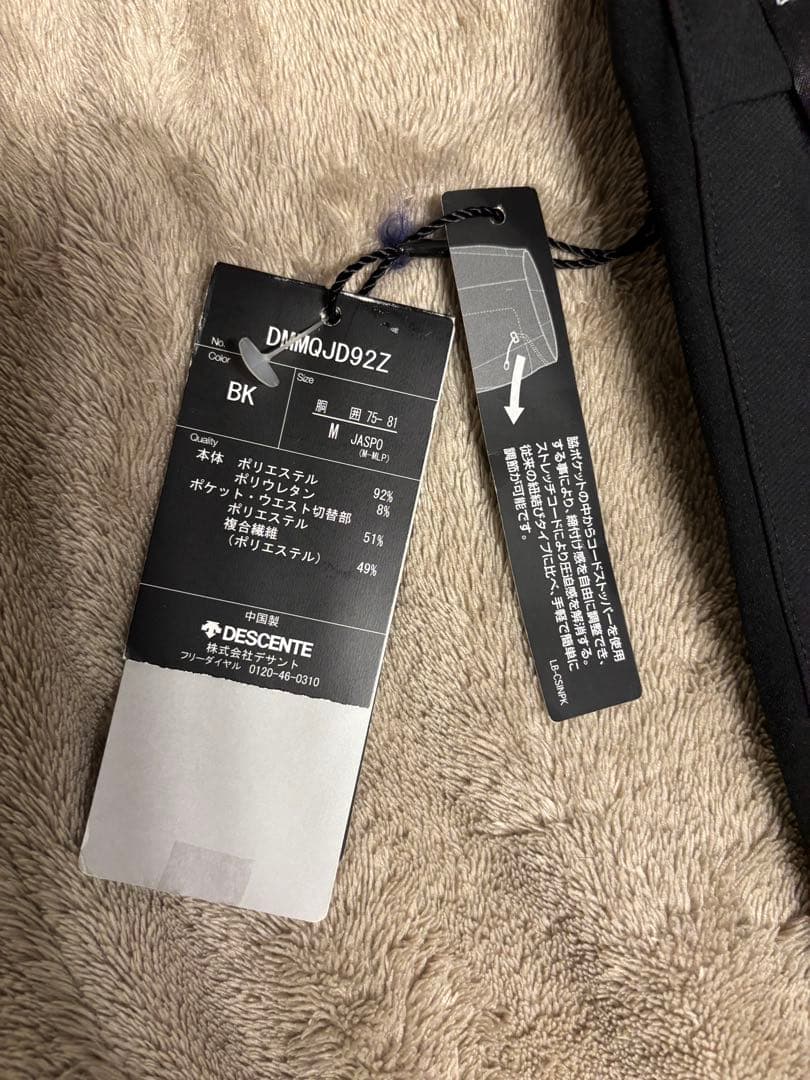 No. DMMQJD92Z
Color
BK
Size
胴 囲 75-81
M JASPO
(M-MLP)
Quality
本体 ポリエステル 92%
ポリウレタン 8%
ポケット・ウエスト切替部
ポリエステル 51%
複合繊維
(ポリエステル) 49%
中国製
DESCENTE
株式会社デサント
フリーダイヤル 0120-46-0310
脇ポケットの中からコードストッパーを使用
する事により、締付け感を自由に調整でき、
ストレッチコードにより圧迫感を解消する。
従来の紐結びタイプに比べ、手軽で簡単に
調節が可能です。
LB-CSINPK